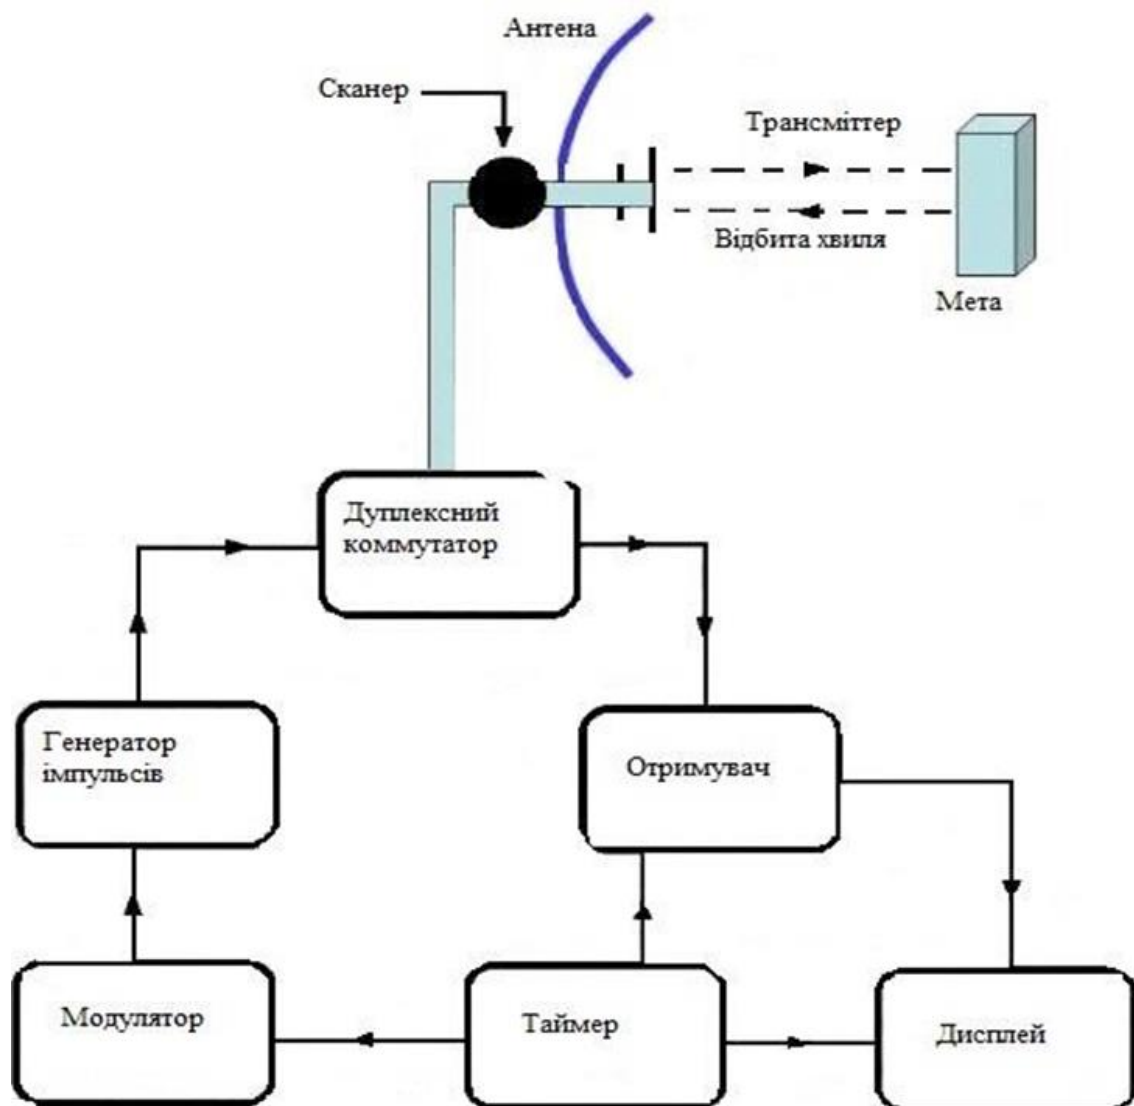 Антена
Сканер
Трансміттер
Відбита хвиля
Мета
Дуплексний
коммутатор
Генератор
імпульсів
Отримувач
Модулятор
Таймер
Дисплей